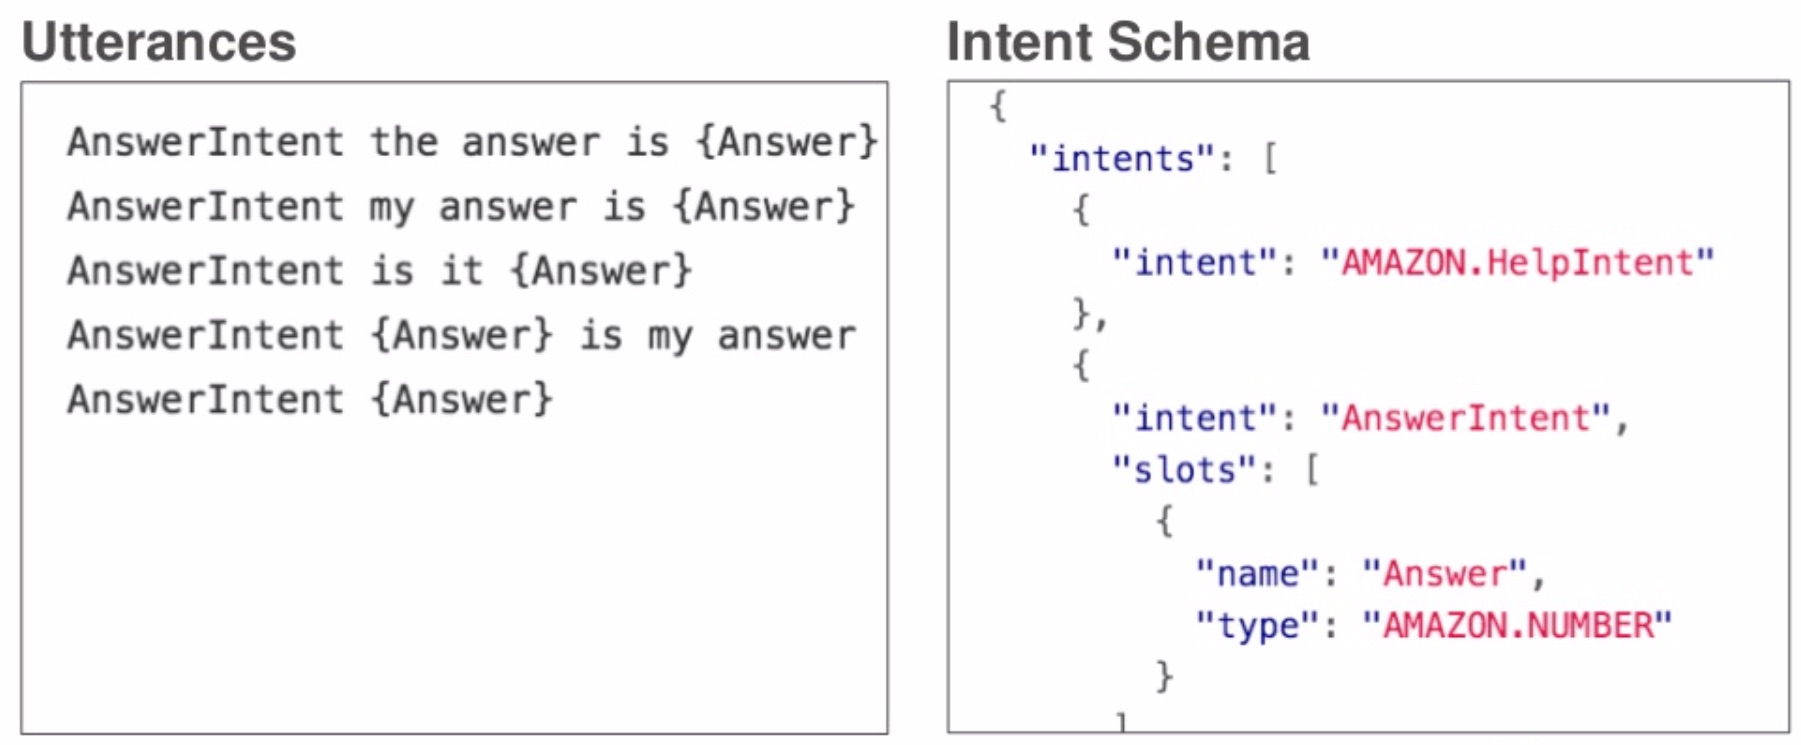 Utterances
AnswerIntent the answer is {Answer}
AnswerIntent my answer is {Answer}
AnswerIntent is it {Answer}
AnswerIntent {Answer} is my answer
AnswerIntent {Answer}
Intent Schema
{
"intents": [
{
"intent": "AMAZON.HelpIntent"
},
{
"intent": "AnswerIntent",
"slots": [
{
"name": "Answer",
"type": "AMAZON.NUMBER"
}
]